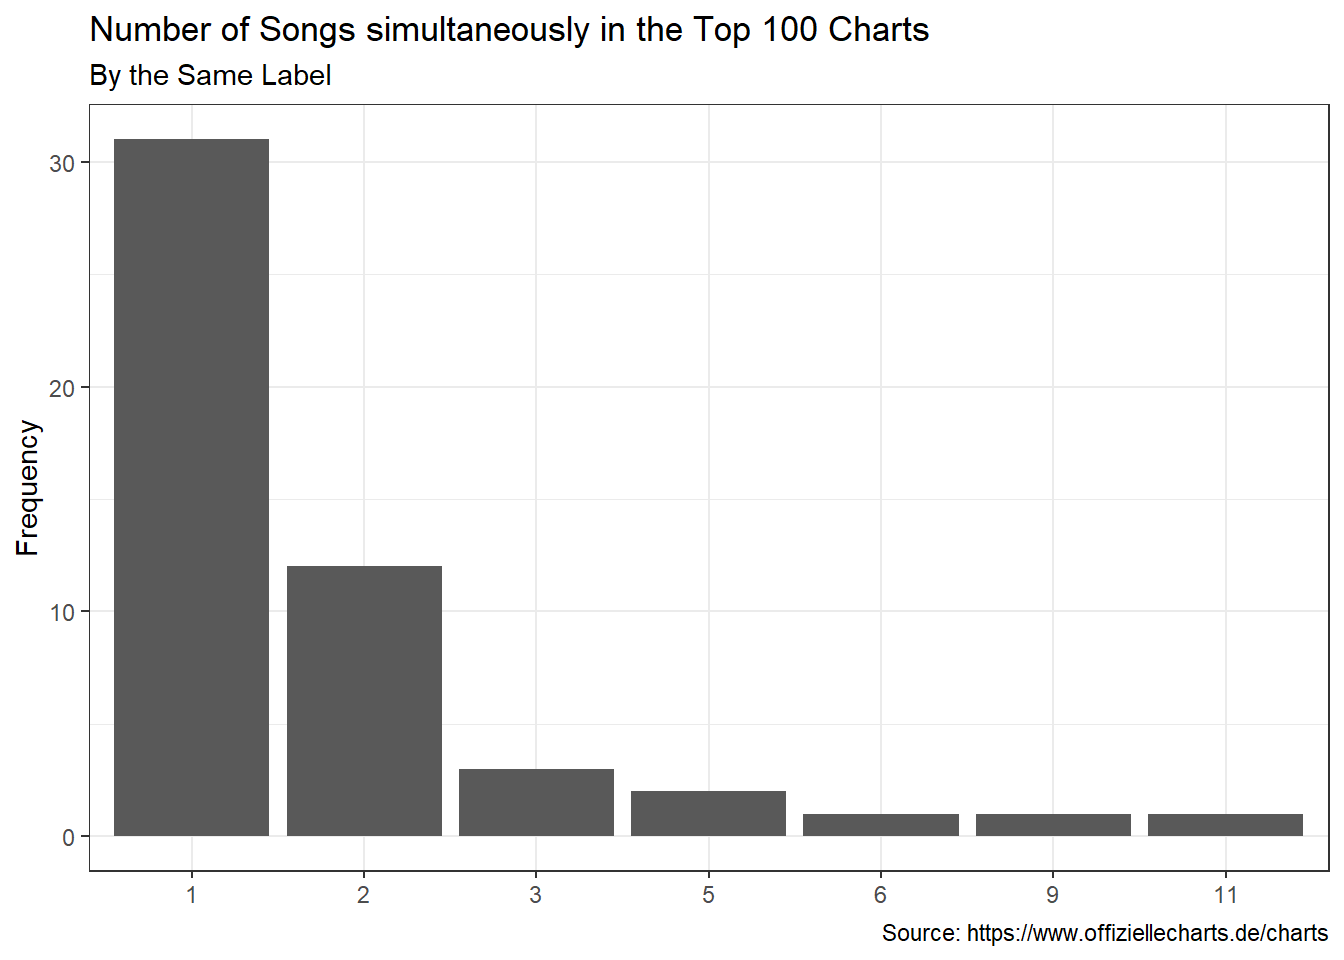 Number of Songs simultaneously in the Top 100 Charts
By the Same Label
30
20
10
0
Frequency
1 2 3 5 6 9 11
Source: https://www.offiziellecharts.de/charts